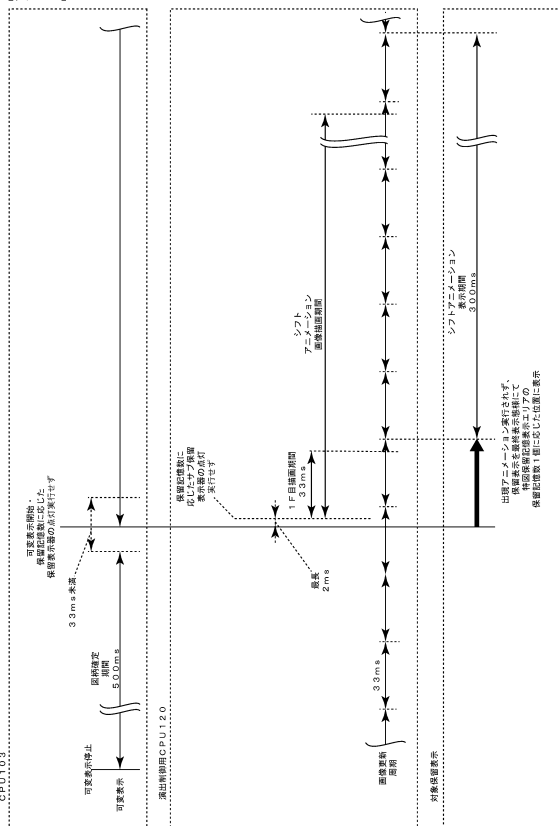 CPU103
可変表示停止
可変表示
図柄確定
期間
500ms
33ms未満
可変表示開始・
保留記憶数に応じた
保留表示器の点灯実行せず
演出制御用CPU120
保留記憶数に
応じたサブ保留
表示器の点灯
実行せず
最長
2ms
1F目描画期間
33ms
シフト
アニメーション
画像描画期間
画像更新
周期
33ms
対象保留表示
シフトアニメーション
表示期間
300ms
出現アニメーション実行されず、
保留表示を最終表示態様にて
特図保留記憶表示エリアの
保留記憶数1個に応じた位置に表示